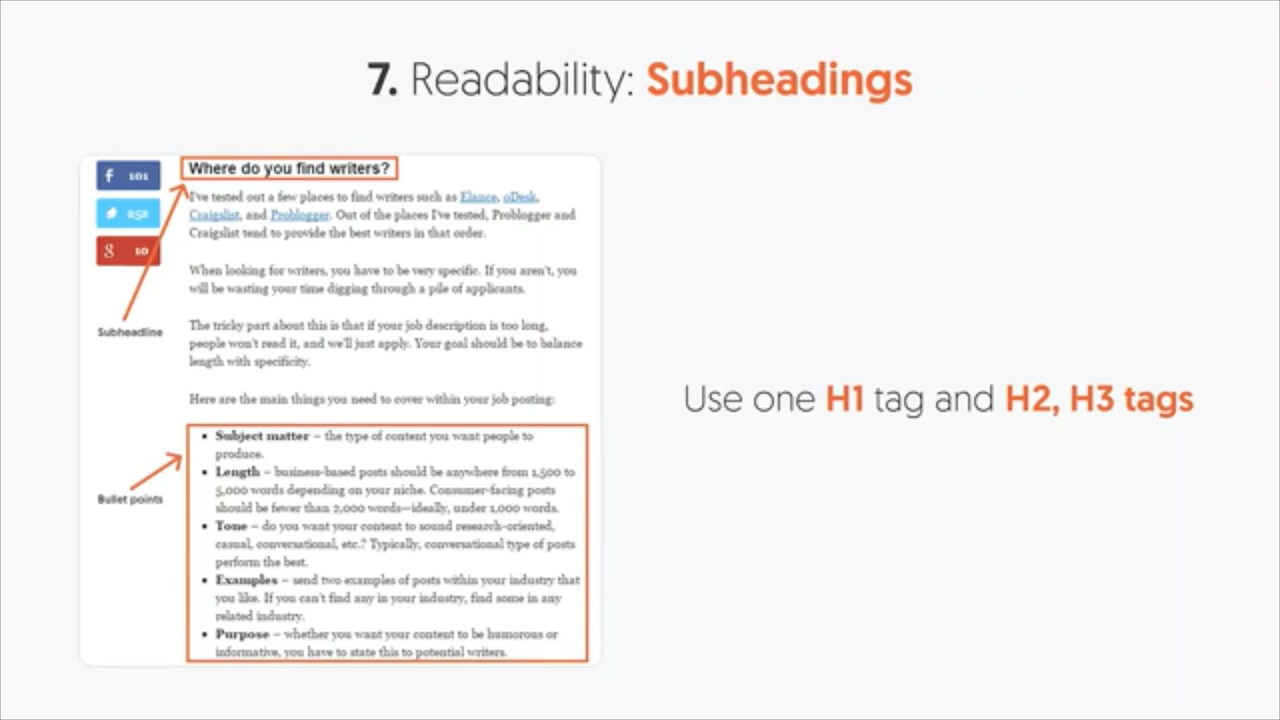 7. Readability: Subheadings
f 101
252
8 10
Subheadline
Bullet points
Where do you find writers?
I've tested out a few places to find writers such as Elance, oDesk,
Craigslist, and Problogger. Out of the places I've tested, Problogger and
Craigslist tend to provide the best writers in that order.
When looking for writers, you have to be very specific. If you aren't, you
will be wasting your time digging through a pile of applicants.
The tricky part about this is that if your job description is too long,
people won't read it, and we'll just apply. Your goal should be to balance
length with specificity.
Here are the main things you need to cover within your job posting:
• Subject matter – the type of content you want people to
produce.
• Length – business-based posts should be anywhere from 1,500 to
5,000 words depending on your niche. Consumer-facing posts
should be fewer than 2,000 words—ideally, under 1,000 words.
• Tone – do you want your content to sound research-oriented,
casual, conversational, etc.? Typically, conversational type of posts
perform the best.
• Examples – send two examples of posts within your industry that
you like. If you can't find any in your industry, find some in any
related industry.
• Purpose – whether you want your content to be humorous or
informative, you have to state this to potential writers.
Use one H1 tag and H2, H3 tags